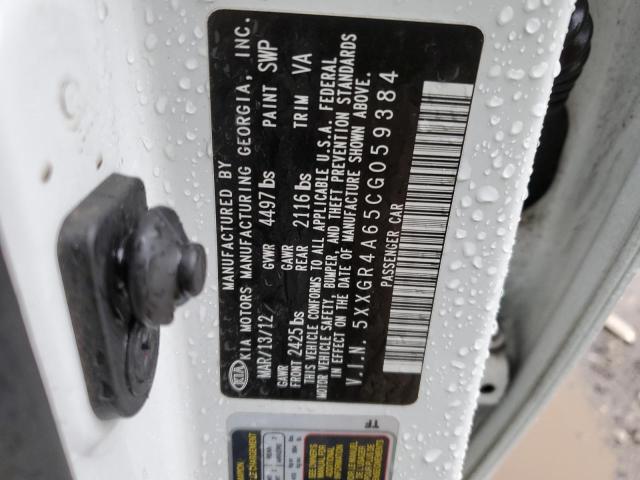 KIA
MANUFACTURED BY
KIA MOTORS MANUFACTURING GEORGIA, INC.
MAR/13/12 GVWR 4497lbs PAINT SWP
GAWR GAWR
FRONT 2425lbs REAR 2116lbs TRIM VA
THIS VEHICLE CONFORMS TO ALL APPLICABLE U.S.A. FEDERAL
MOTOR VEHICLE SAFETY, BUMPER, AND THEFT PREVENTION STANDARDS
IN EFFECT ON THE DATE OF MANUFACTURE SHOWN ABOVE.
V.I.N. 5XXGR4A65CG059384
PASSENGER CAR
TF